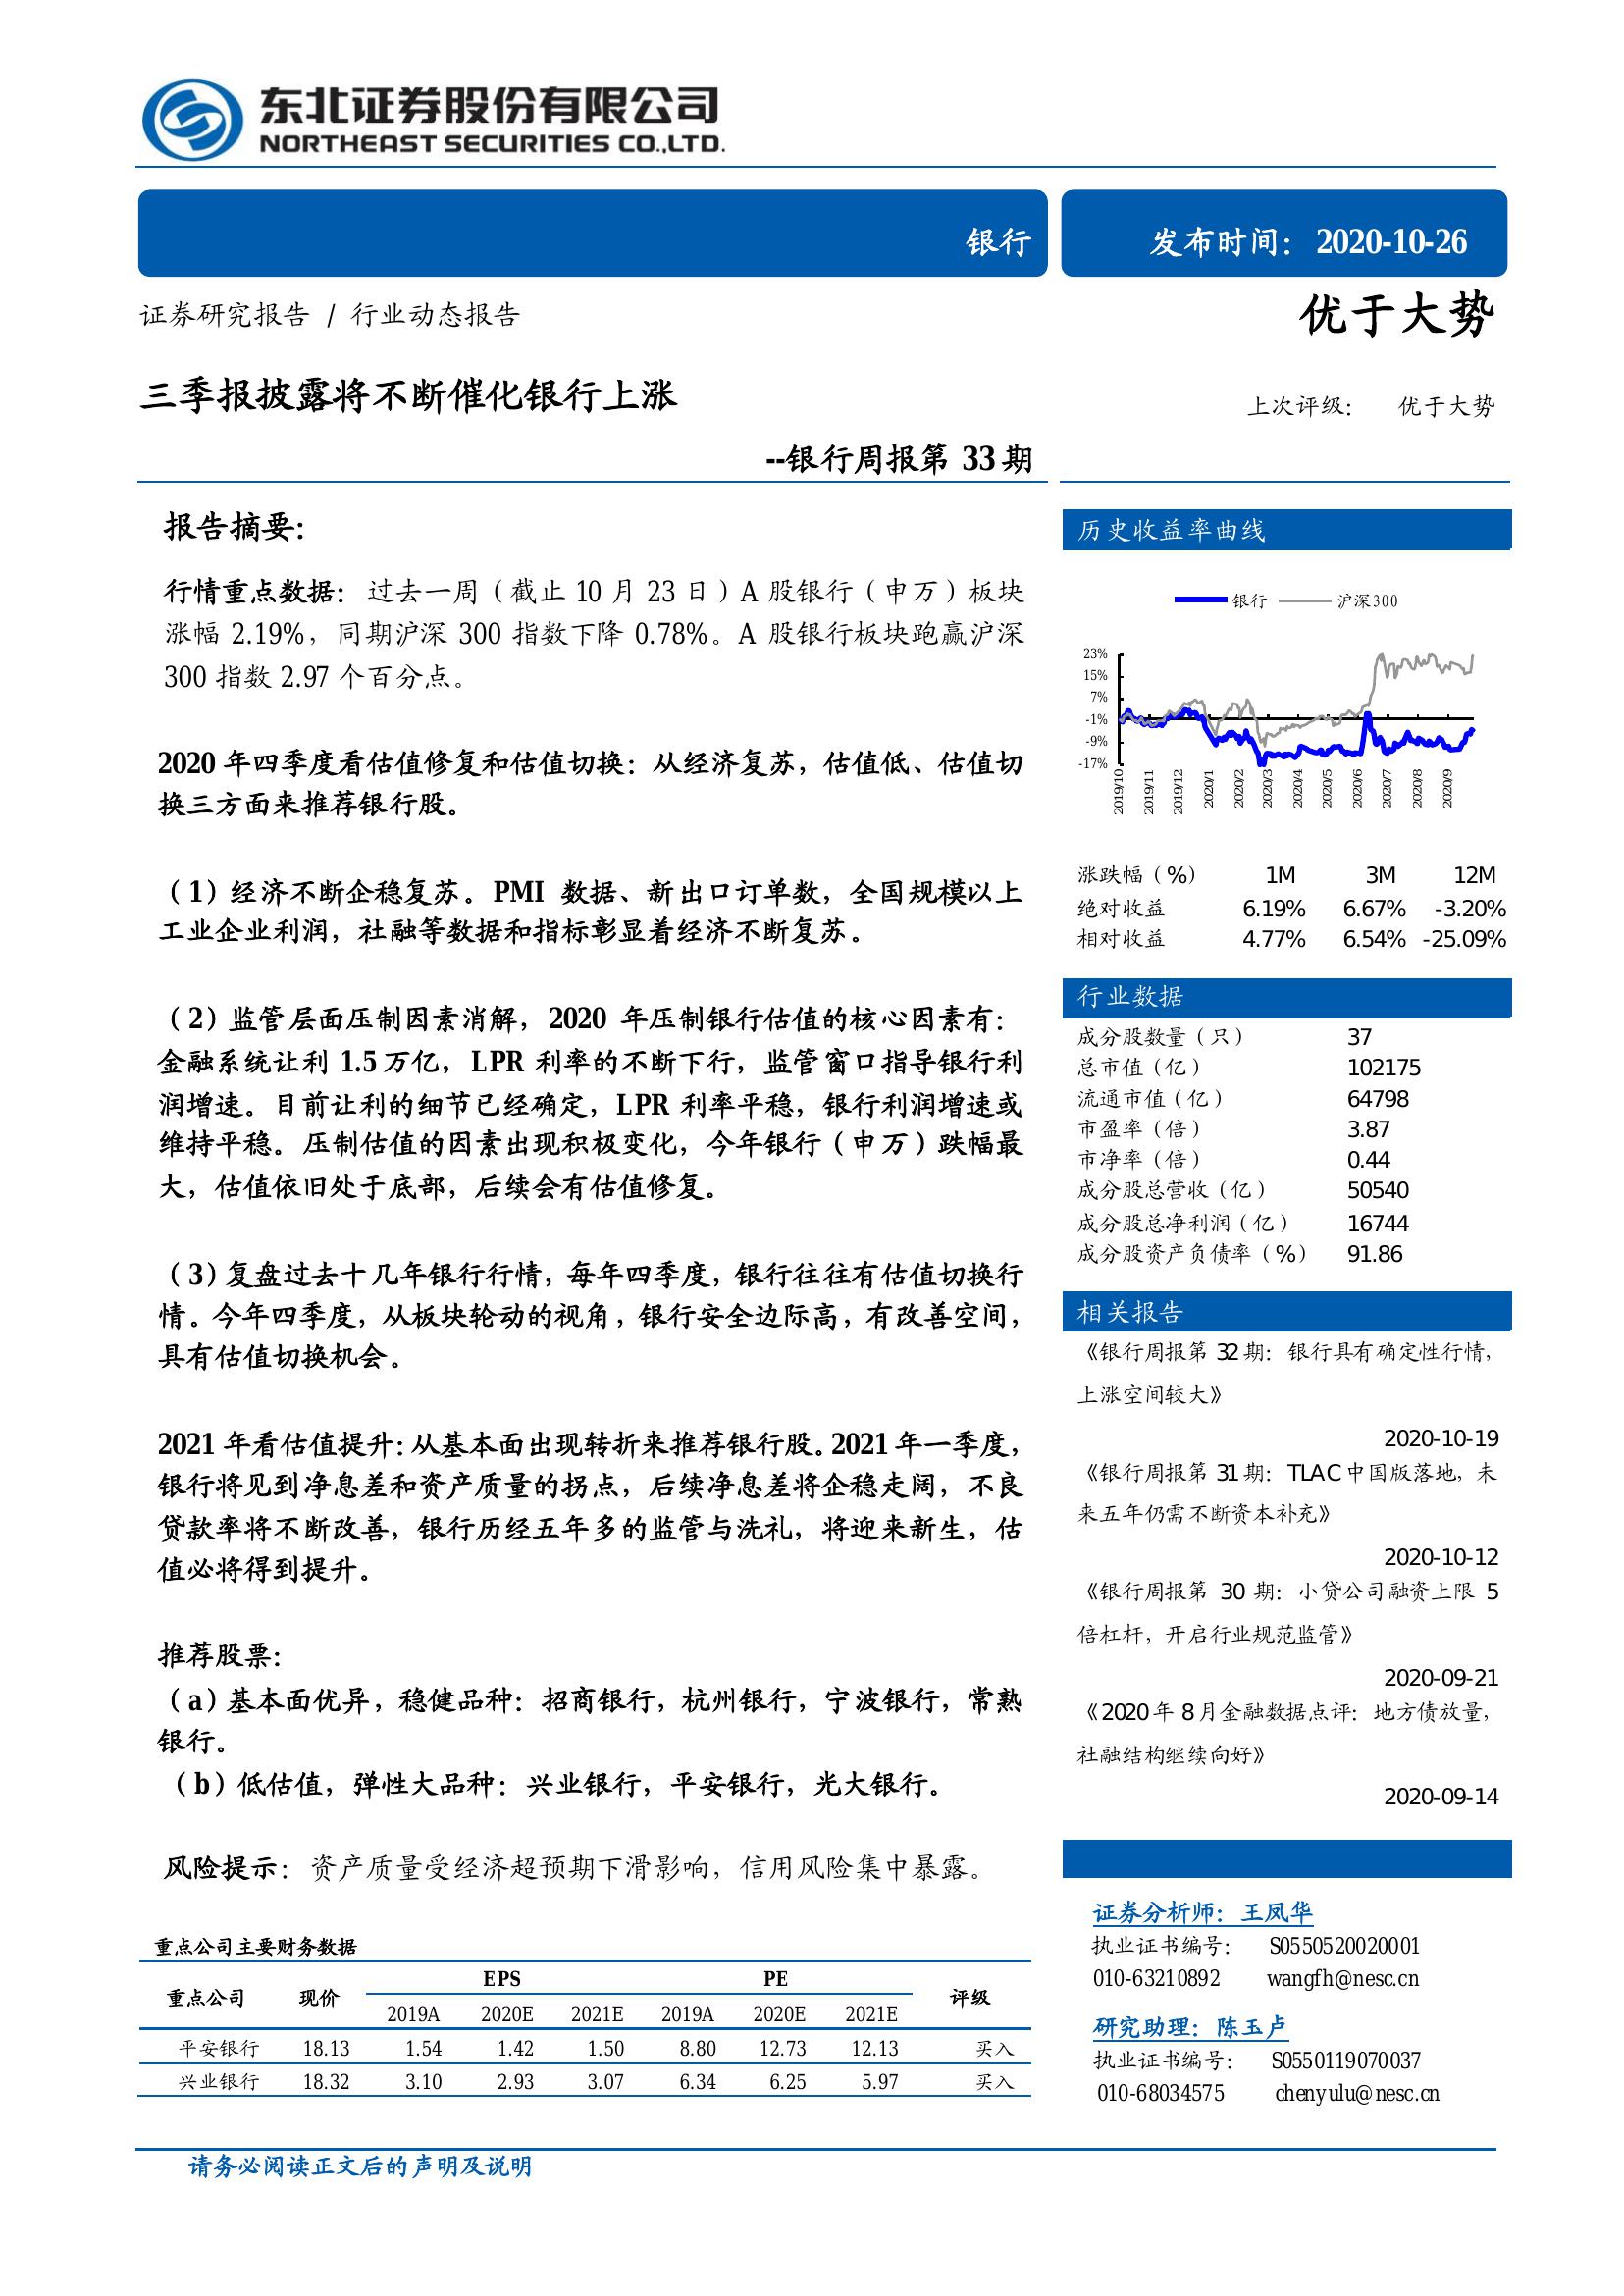 东北证券股份有限公司
NORTHEAST SECURITIES CO.,LTD.
银行
发布时间： 2020-10-26
证券研究报告 / 行业动态报告
优于大势
三季报披露将不断催化银行上涨
上次评级： 优于大势
--银行周报第 33 期
报告摘要：
行情重点数据：过去一周（截止 10 月 23 日）A 股银行（申万）板块
涨幅 2.19%，同期沪深 300 指数下降 0.78%。A 股银行板块跑赢沪深
300 指数 2.97 个百分点。
2020 年四季度看估值修复和估值切换：从经济复苏，估值低、估值切
换三方面来推荐银行股。
（1）经济不断企稳复苏。PMI 数据、新出口订单数，全国规模以上
工业企业利润，社融等数据和指标彰显着经济不断复苏。
（2）监管层面压制因素消解，2020 年压制银行估值的核心因素有：
金融系统让利 1.5 万亿，LPR 利率的不断下行，监管窗口指导银行利
润增速。目前让利的细节已经确定，LPR 利率平稳，银行利润增速或
维持平稳。压制估值的因素出现积极变化，今年银行（申万）跌幅最
大，估值依旧处于底部，后续会有估值修复。
（3）复盘过去十几年银行行情，每年四季度，银行往往有估值切换行
情。今年四季度，从板块轮动的视角，银行安全边际高，有改善空间，
具有估值切换机会。
2021 年看估值提升：从基本面出现转折来推荐银行股。2021 年一季度，
银行将见到净息差和资产质量的拐点，后续净息差将企稳走阔，不良
贷款率将不断改善，银行历经五年多的监管与洗礼，将迎来新生，估
值必将得到提升。
推荐股票：
（a）基本面优异，稳健品种：招商银行，杭州银行，宁波银行，常熟
银行。
（b）低估值，弹性大品种：兴业银行，平安银行，光大银行。
风险提示：资产质量受经济超预期下滑影响，信用风险集中暴露。
重点公司主要财务数据
重点公司 现价 EPS PE 评级
2019A 2020E 2021E 2019A 2020E 2021E
平安银行 18.13 1.54 1.42 1.50 8.80 12.73 12.13 买入
兴业银行 18.32 3.10 2.93 3.07 6.34 6.25 5.97 买入
历史收益率曲线
银行 沪深300
23%
15%
7%
-1%
-9%
-17%
2019/10 2019/11 2019/12 2020/1 2020/2 2020/3 2020/4 2020/5 2020/6 2020/7 2020/8 2020/9
涨跌幅（%） 1M 3M 12M
绝对收益 6.19% 6.67% -3.20%
相对收益 4.77% 6.54% -25.09%
行业数据
成分股数量（只） 37
总市值（亿） 102175
流通市值（亿） 64798
市盈率（倍） 3.87
市净率（倍） 0.44
成分股总营收（亿） 50540
成分股总净利润（亿） 16744
成分股资产负债率（%） 91.86
相关报告
《银行周报第 32 期：银行具有确定性行情，
上涨空间较大》
2020-10-19
《银行周报第 31 期：TLAC 中国版落地，未
来五年仍需不断资本补充》
2020-10-12
《银行周报第 30 期：小贷公司融资上限 5
倍杠杆，开启行业规范监管》
2020-09-21
《2020 年 8 月金融数据点评：地方债放量，
社融结构继续向好》
2020-09-14
证券分析师：王凤华
执业证书编号： S0550520020001
010-63210892 wangfh@nesc.cn
研究助理：陈玉卢
执业证书编号： S0550119070037
010-68034575 chenyulu@nesc.cn
请务必阅读正文后的声明及说明